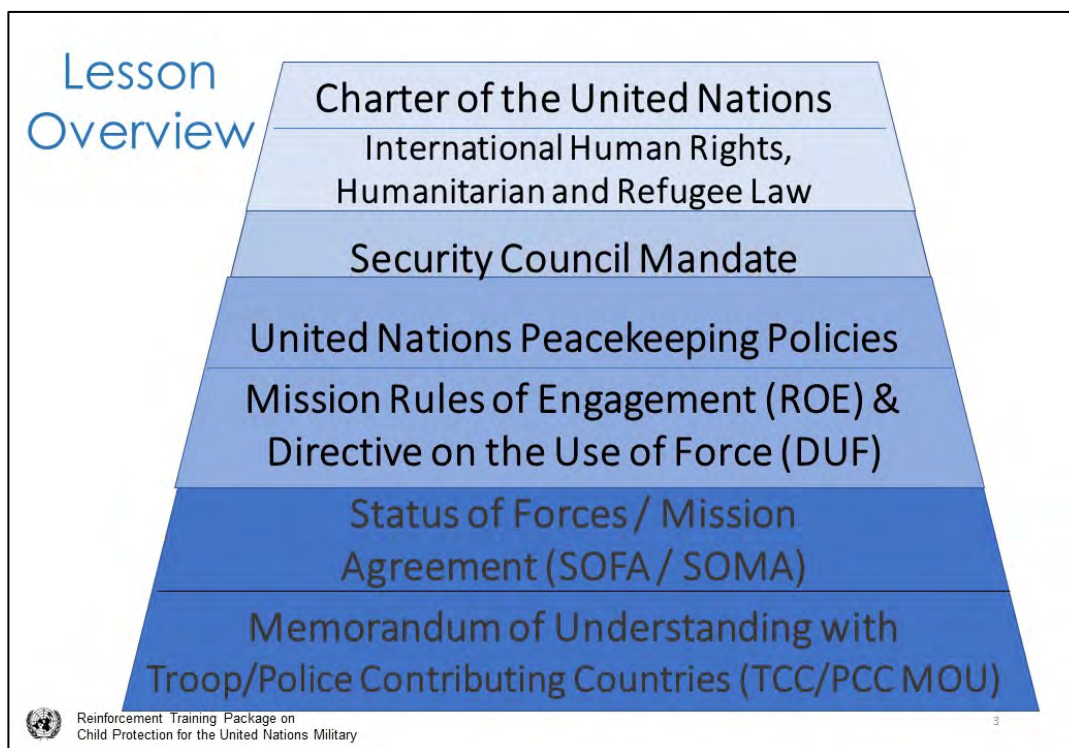 Lesson
Overview
Charter of the United Nations
International Human Rights,
Humanitarian and Refugee Law
Security Council Mandate
United Nations Peacekeeping Policies
Mission Rules of Engagement (ROE) &
Directive on the Use of Force (DUF)
Status of Forces / Mission
Agreement (SOFA / SOMA)
Memorandum of Understanding with
Troop/Police Contributing Countries (TCC/PCC MOU)
Reinforcement Training Package on
Child Protection for the United Nations Military
3